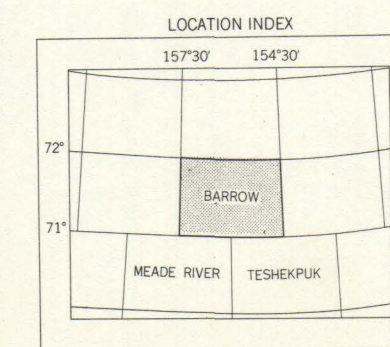 LOCATION INDEX
157°30' 154°30'
72°
BARROW
71°
MEADE RIVER TESHEKPUK